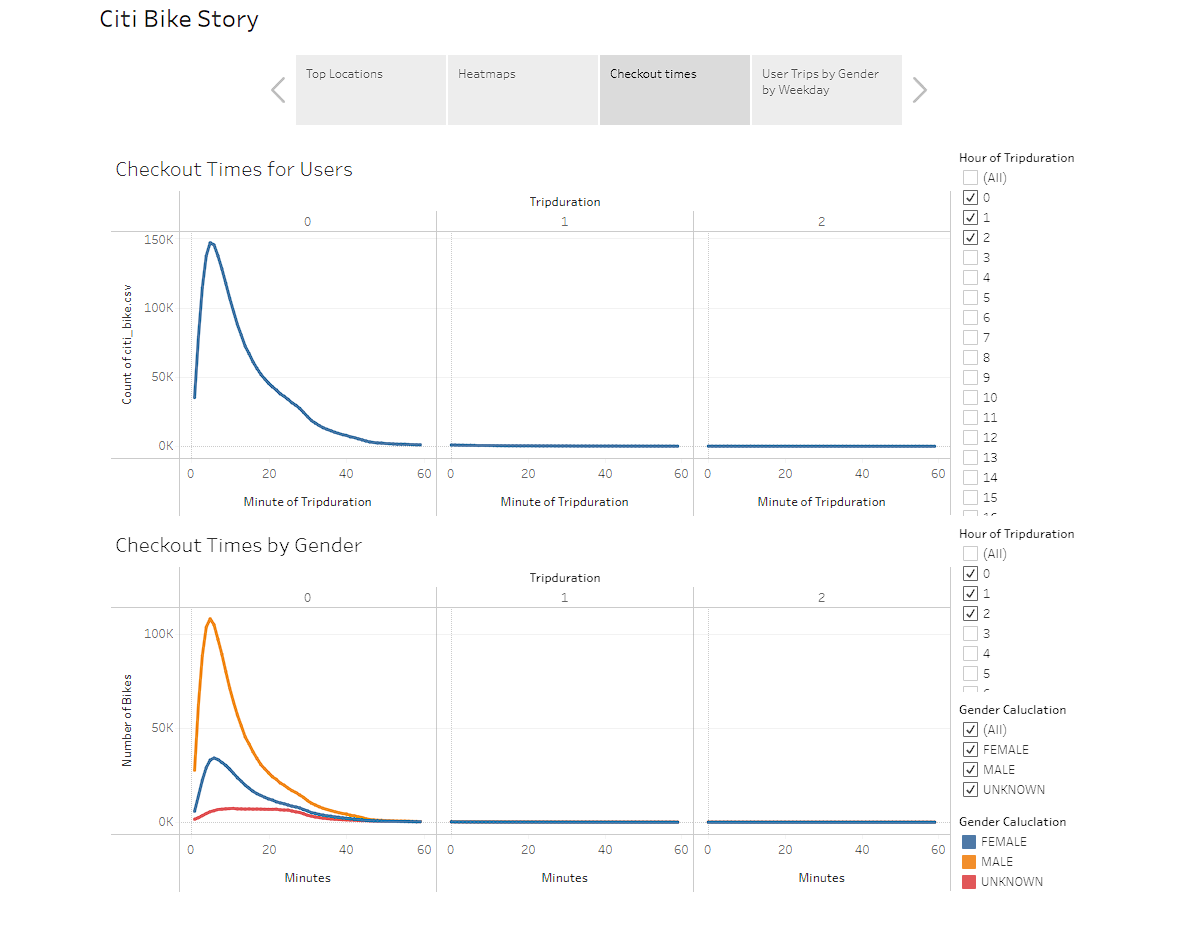 Citi Bike Story
Top Locations
Heatmaps
Checkout times
User Trips by Gender
by Weekday
Checkout Times for Users
Tripduration
0 1 2
Count of citi_bike.csv
150K
100K
50K
0K
0 20 40 60 0 20 40 60 0 20 40 60
Minute of Tripduration Minute of Tripduration Minute of Tripduration
Hour of Tripduration
(All)
0
1
2
3
4
5
6
7
8
9
10
11
12
13
14
15
Checkout Times by Gender
Tripduration
0 1 2
Number of Bikes
100K
50K
0K
0 20 40 60 0 20 40 60 0 20 40 60
Minutes Minutes Minutes
Hour of Tripduration
(All)
0
1
2
3
4
5
Gender Caluclation
(All)
FEMALE
MALE
UNKNOWN
Gender Caluclation
FEMALE
MALE
UNKNOWN